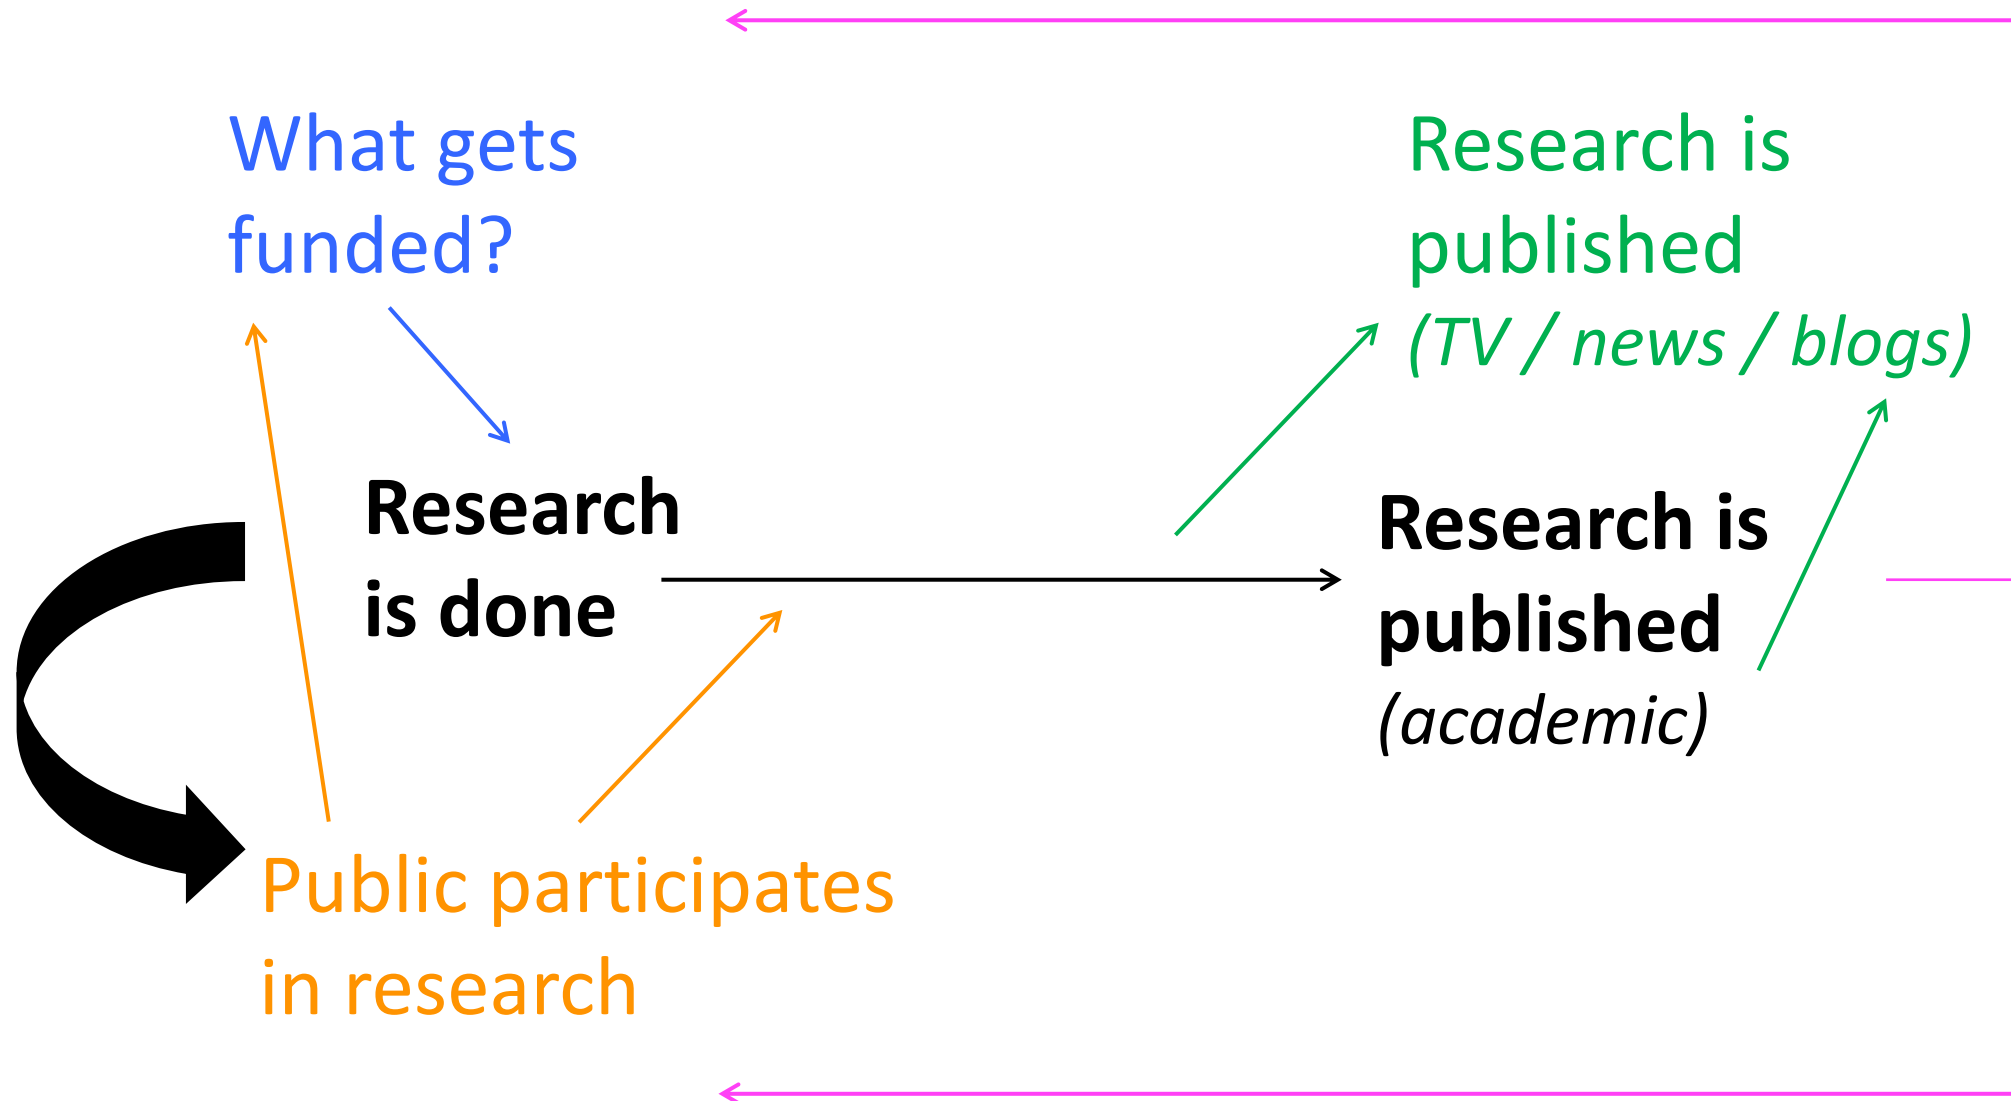 What gets
funded?
Research is
published
(TV / news / blogs)
Research
is done
Research is
published
(academic)
Public participates
in research